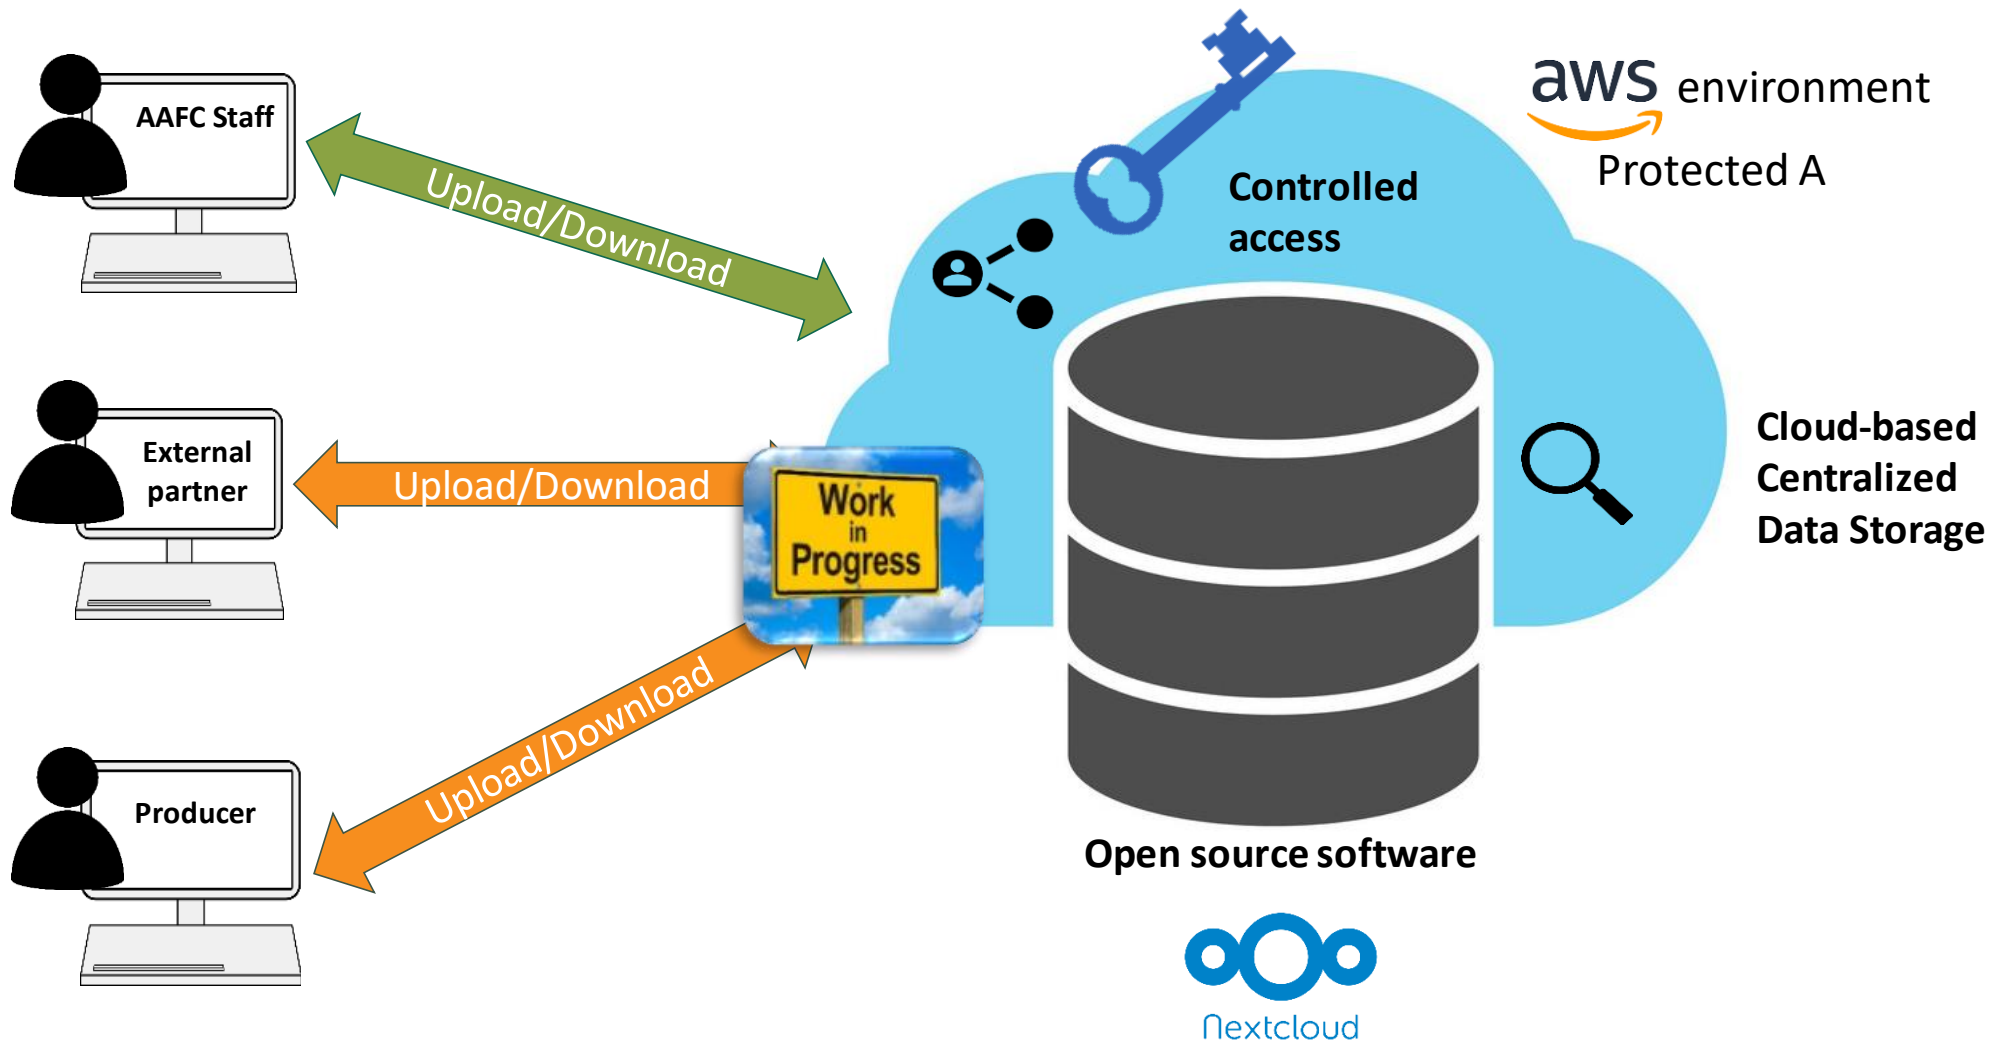 AAFC Staff
Upload/Download
Controlled
access
aws environment
Protected A
External
partner
Upload/Download
Work
in
Progress
Cloud-based
Centralized
Data Storage
Producer
Upload/Download
Open source software
Nextcloud